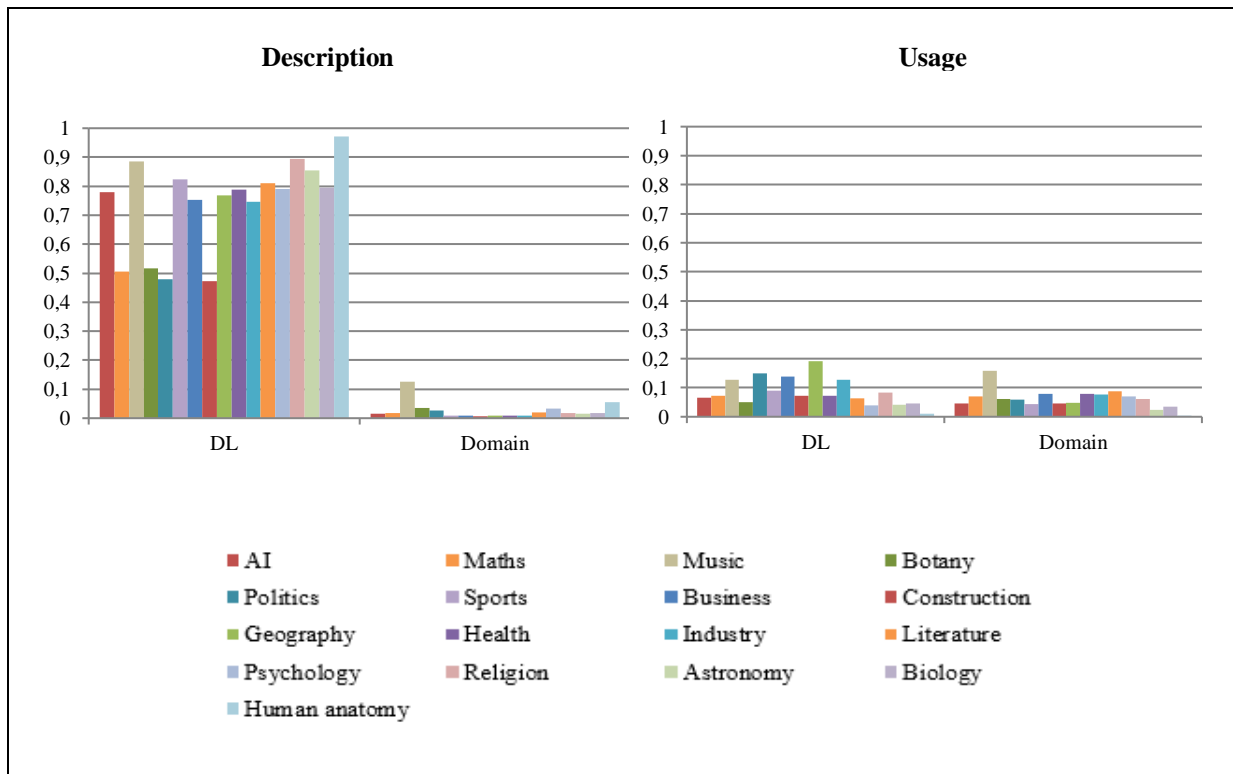 Description
Usage
1
0,9
0,8
0,7
0,6
0,5
0,4
0,3
0,2
0,1
0
DL
Domain
1
0,9
0,8
0,7
0,6
0,5
0,4
0,3
0,2
0,1
0
DL
Domain
AI
Maths
Music
Botany
Politics
Sports
Business
Construction
Geography
Health
Industry
Literature
Psychology
Religion
Astronomy
Biology
Human anatomy